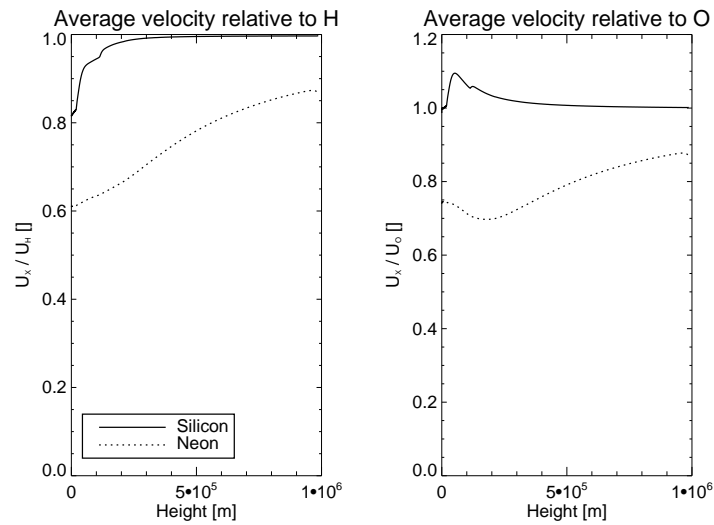 Average velocity relative to H
1.0
0.8
0.6
0.4
0.2
0.0
U_X / U_H []
Silicon
Neon
0
5•10^5
1•10^6
Height [m]
Average velocity relative to O
1.2
1.0
0.8
0.6
0.4
0.2
0.0
U_X / U_O []
0
5•10^5
1•10^6
Height [m]